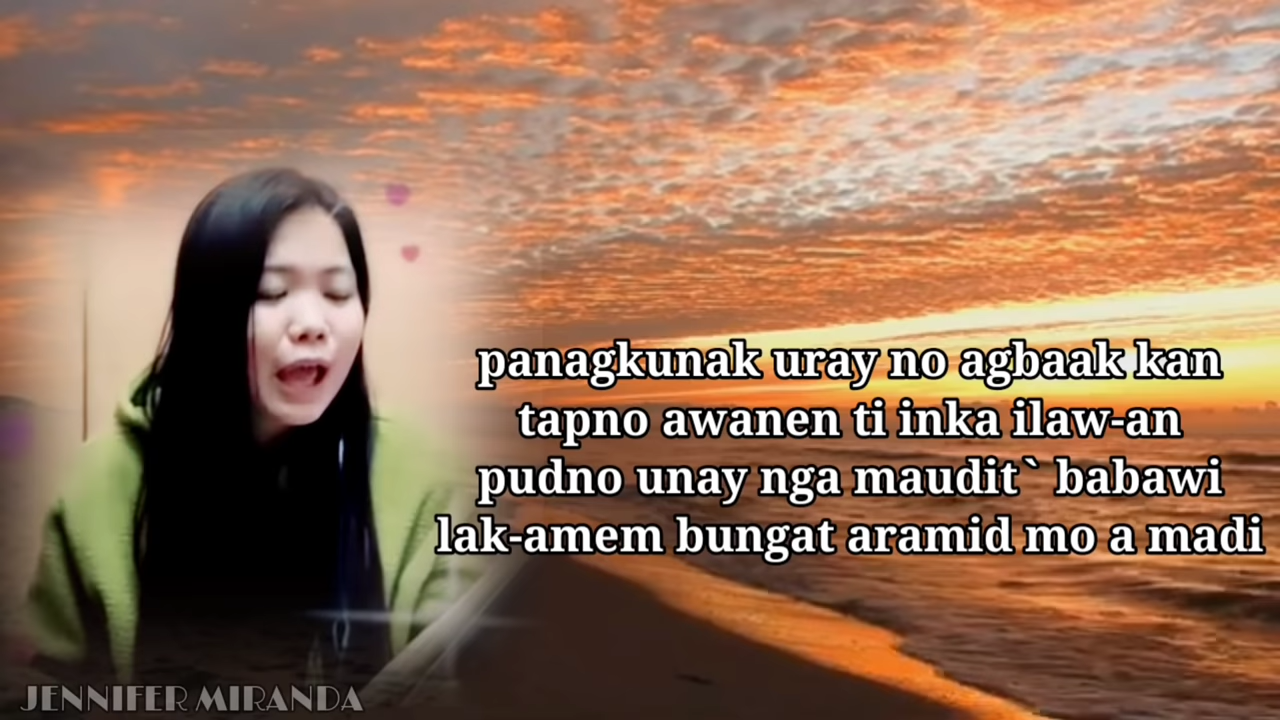 panagkunak uray no agbaak kan
tapno awanen ti inka ilaw-an
pudno unay nga maudit` babawi
lak-amem bungat aramid mo a madi
JENNIFER MIRANDA